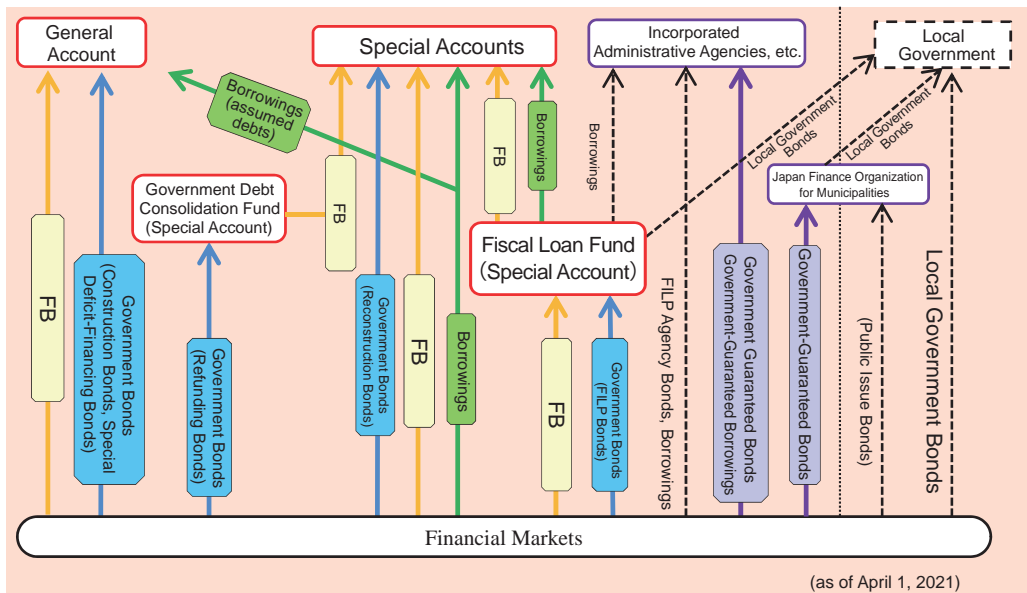 General
Account
Special Accounts
Incorporated
Administrative Agencies, etc.
Local
Government
Borrowings
(assumed
debts)
FB
Borrowings
Borrowings
Local Government
Bonds
Local Government
Bonds
Japan Finance Organization
for Municipalities
Government Debt
Consolidation Fund
(Special Account)
FB
Fiscal Loan Fund
(Special Account)
FB
Government Bonds
(Construction Bonds, Special
Deficit-Financing Bonds)
Government Bonds
(Refunding Bonds)
Government Bonds
(Reconstruction Bonds)
FB
Borrowings
FB
Government Bonds
(FILP Bonds)
FILP Agency Bonds, Borrowings
Government Guaranteed Bonds
Government-Guaranteed Borrowings
Government-Guaranteed Bonds
(Public Issue Bonds)
Local Government Bonds
Financial Markets
(as of April 1, 2021)